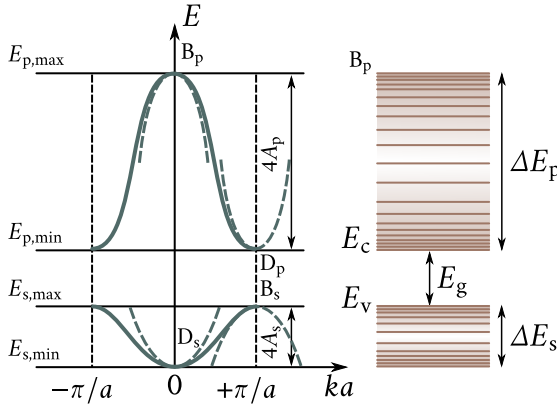 E
B_p
E_p,max
4A_p
E_p,min
D_p
B_s
E_s,max
D_s
4A_s
E_s,min
−π/a
0
+π/a
ka
B_p
ΔE_p
E_c
E_g
E_v
ΔE_s